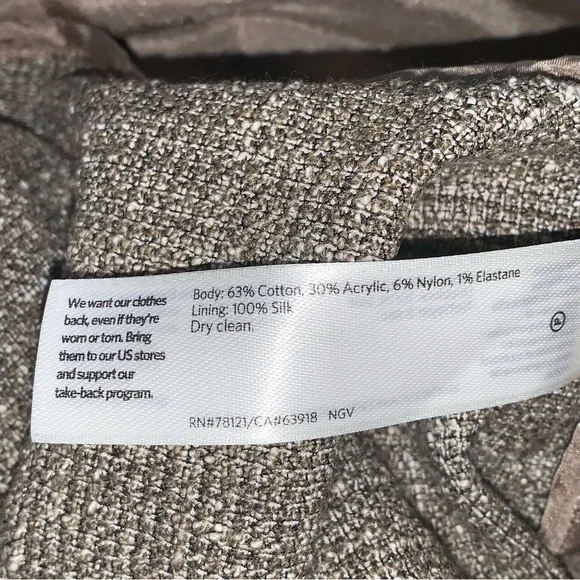 We want our clothes
back, even if they're
worn or torn. Bring
them to our US stores
and support our
take-back program.
Body: 63% Cotton, 30% Acrylic, 6% Nylon, 1% Elastane
Lining: 100% Silk
Dry clean.
P
RN#78121/CA#63918 NGV